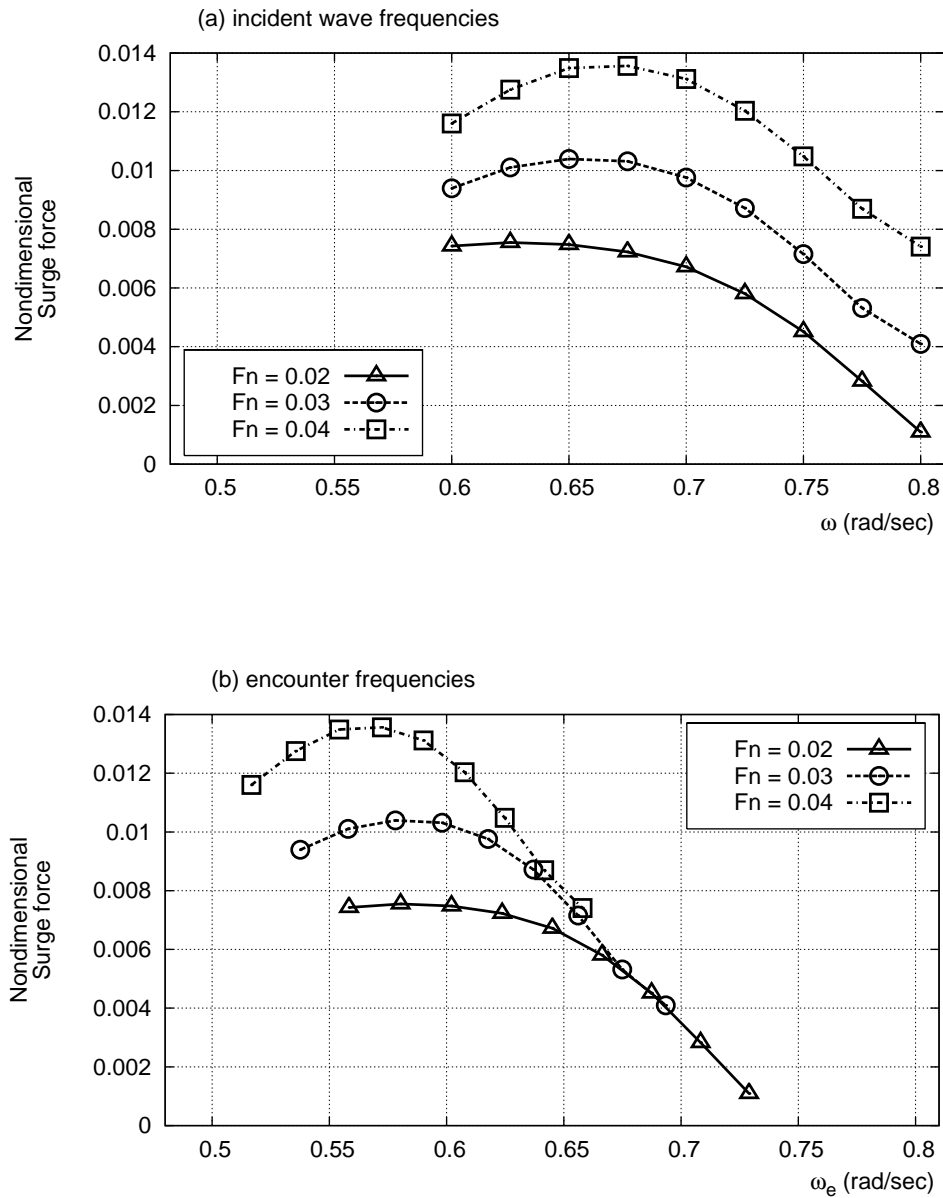 (a) incident wave frequencies
0.014
0.012
0.01
0.008
0.006
0.004
0.002
0
Nondimensional
Surge force
Fn = 0.02
Fn = 0.03
Fn = 0.04
0.5 0.55 0.6 0.65 0.7 0.75 0.8
ω (rad/sec)
(b) encounter frequencies
0.014
0.012
0.01
0.008
0.006
0.004
0.002
0
Nondimensional
Surge force
Fn = 0.02
Fn = 0.03
Fn = 0.04
0.5 0.55 0.6 0.65 0.7 0.75 0.8
ωe (rad/sec)